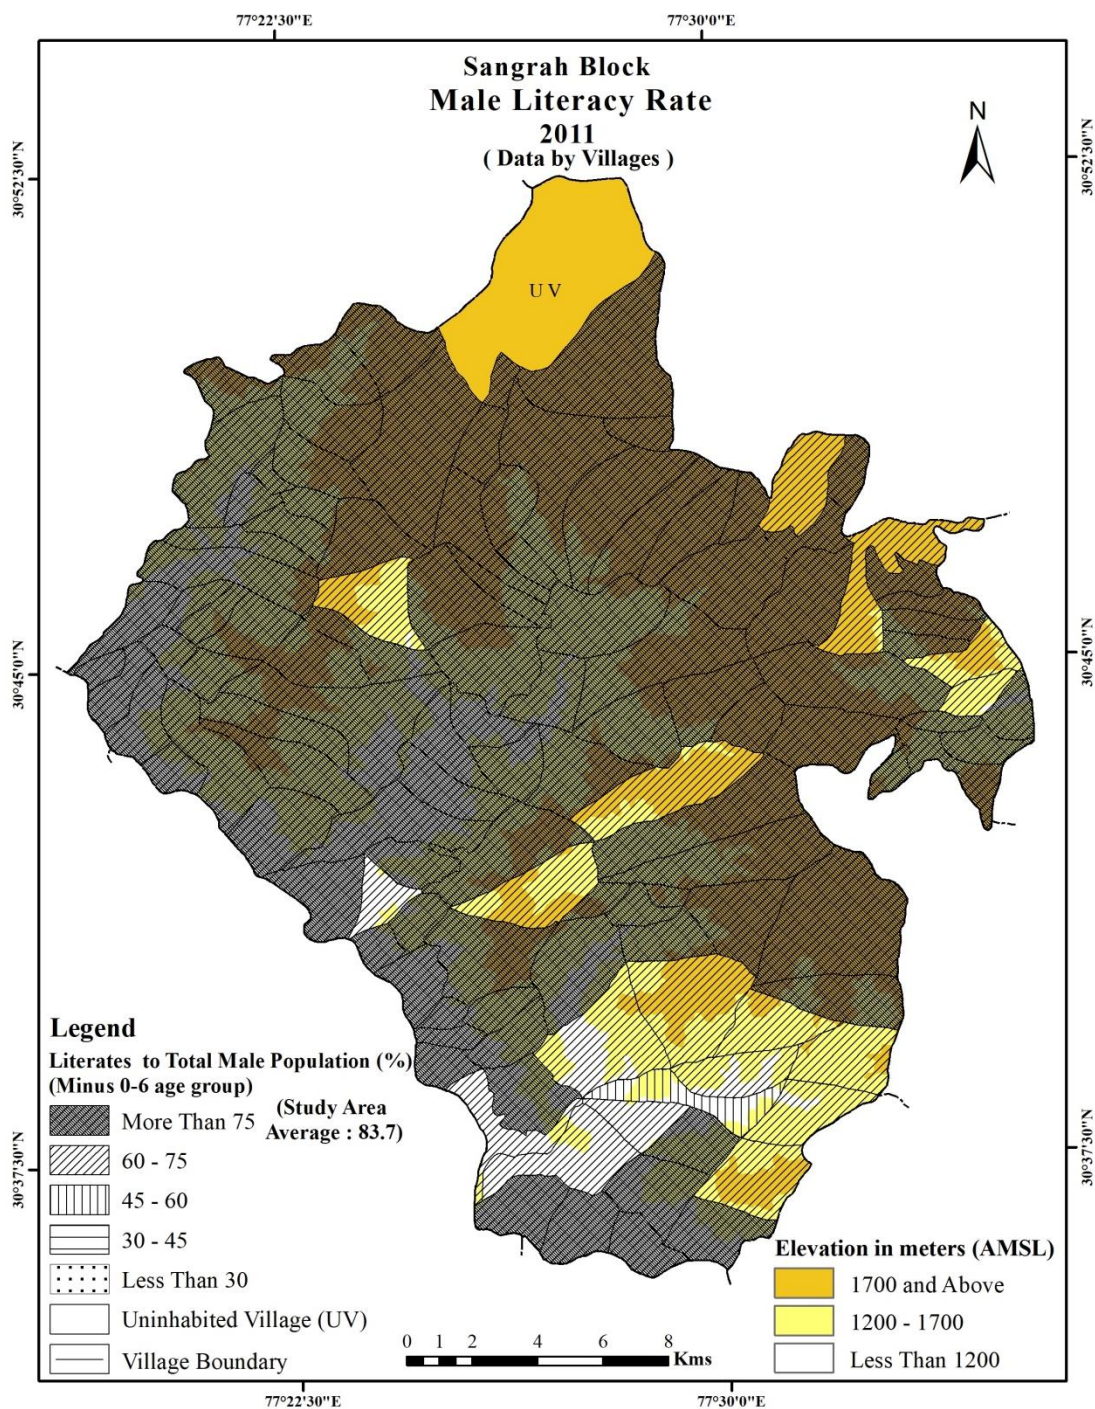 77°22'30"E
77°30'0"E
Sangrah Block
Male Literacy Rate
2011
( Data by Villages )
N
30°52'30"N
30°52'30"N
U V
30°45'0"N
30°45'0"N
30°37'30"N
30°37'30"N
Legend
Literates to Total Male Population (%)
(Minus 0-6 age group)
More Than 75
(Study Area
Average : 83.7)
60 - 75
45 - 60
30 - 45
Less Than 30
Uninhabited Village (UV)
Village Boundary
0 1 2 4 6 8
Kms
Elevation in meters (AMSL)
1700 and Above
1200 - 1700
Less Than 1200
77°22'30"E
77°30'0"E